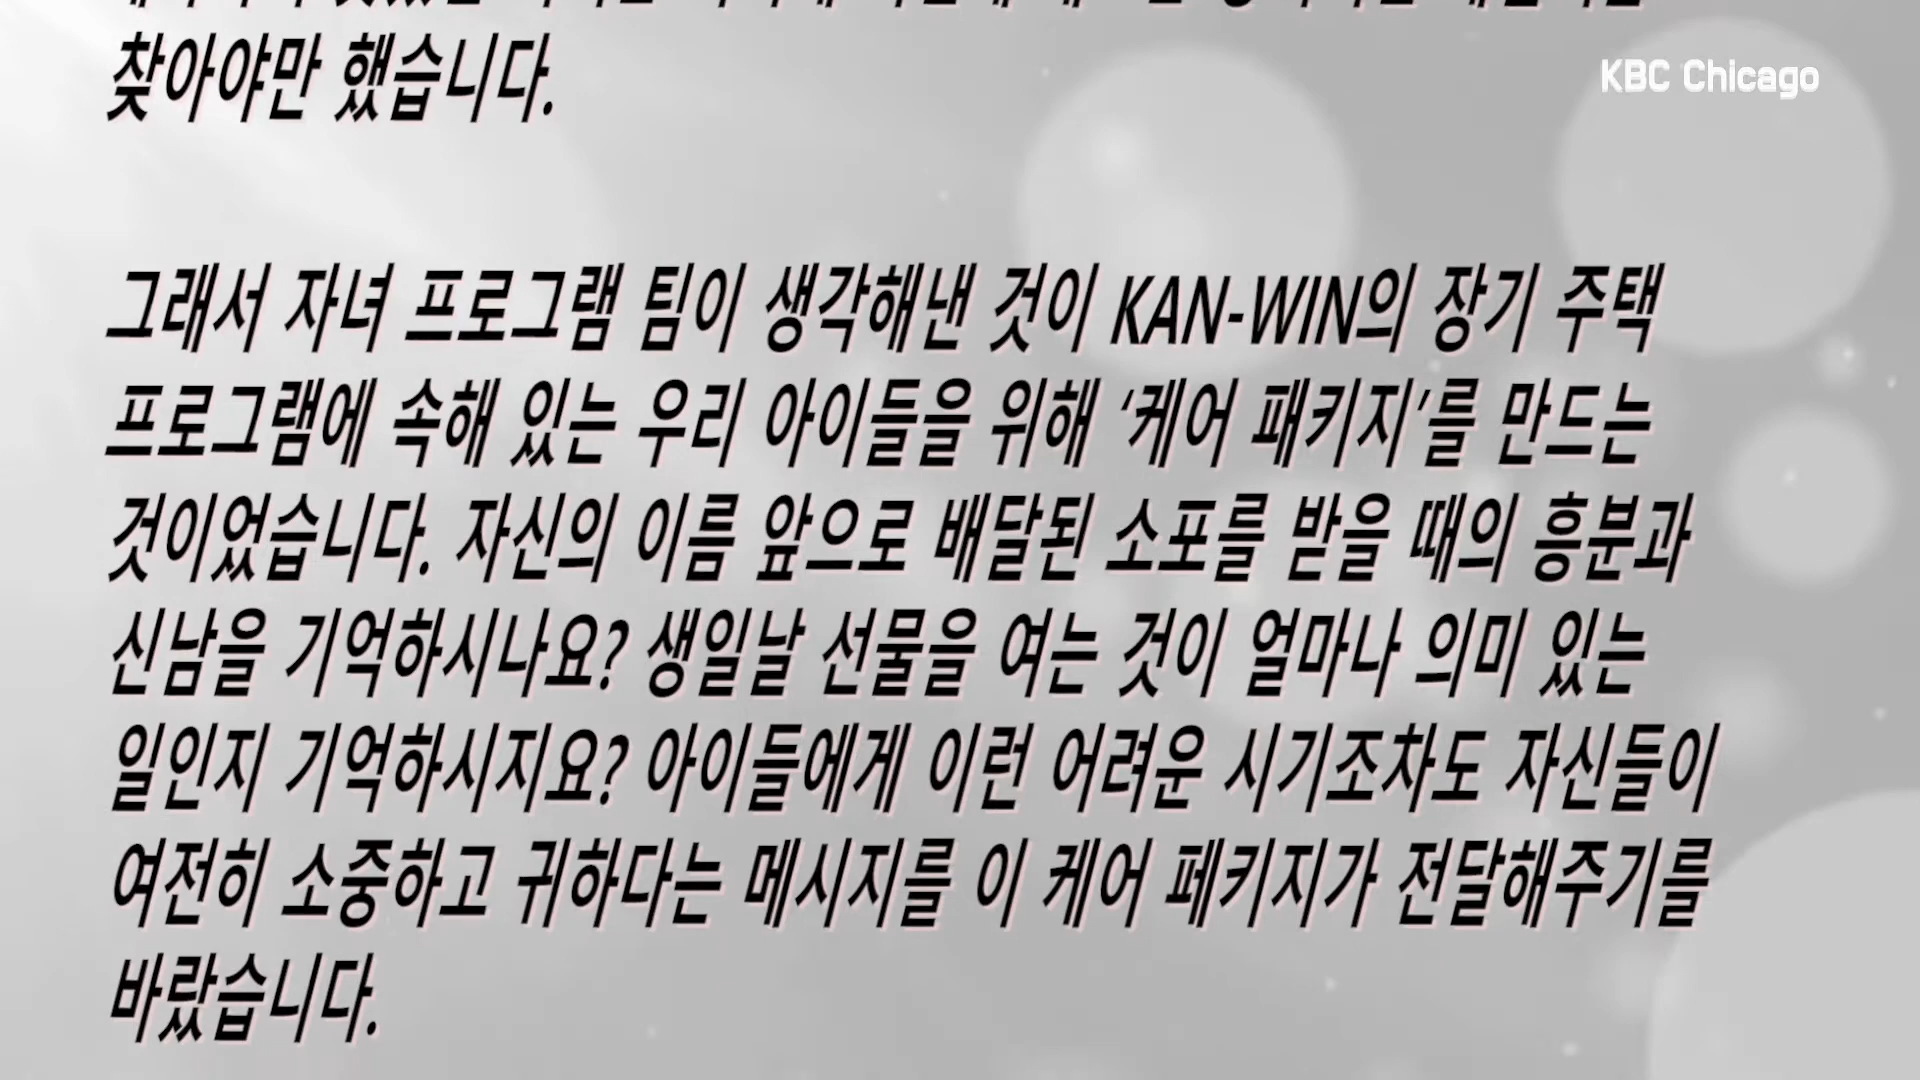 찾아야만 했습니다.
KBC Chicago
그래서 자녀 프로그램 팀이 생각해낸 것이 KAN-WIN의 장기 주택
프로그램에 속해 있는 우리 아이들을 위해 ‘케어 패키지’를 만드는
것이었습니다. 자신의 이름 앞으로 배달된 소포를 받을 때의 흥분과
신남을 기억하시나요? 생일날 선물을 여는 것이 얼마나 의미 있는
일인지 기억하시지요? 아이들에게 이런 어려운 시기조차도 자신들이
여전히 소중하고 귀하다는 메시지를 이 케어 페키지가 전달해주기를
바랐습니다.